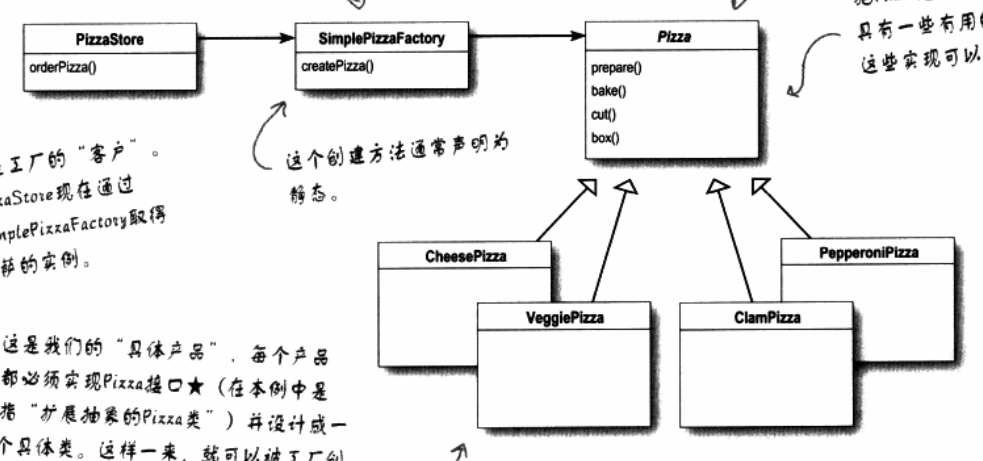 具有一些有用的
这些实现可以
PizzaStore
orderPizza()
SimplePizzaFactory
createPizza()
Pizza
prepare()
bake()
cut()
box()
这个创建方法通常声明为
静态。
工厂的“客户”。
zaStore现在通过
mplePizzaFactory取得
萨的实例。
CheesePizza
VeggiePizza
ClamPizza
PepperoniPizza
这是我们的“具体产品”，每个产品
都必须实现Pizza接口★（在本例中是
指“扩展抽象的Pizza类”）并设计成一
个具体类。这样一来，就可以被工厂创